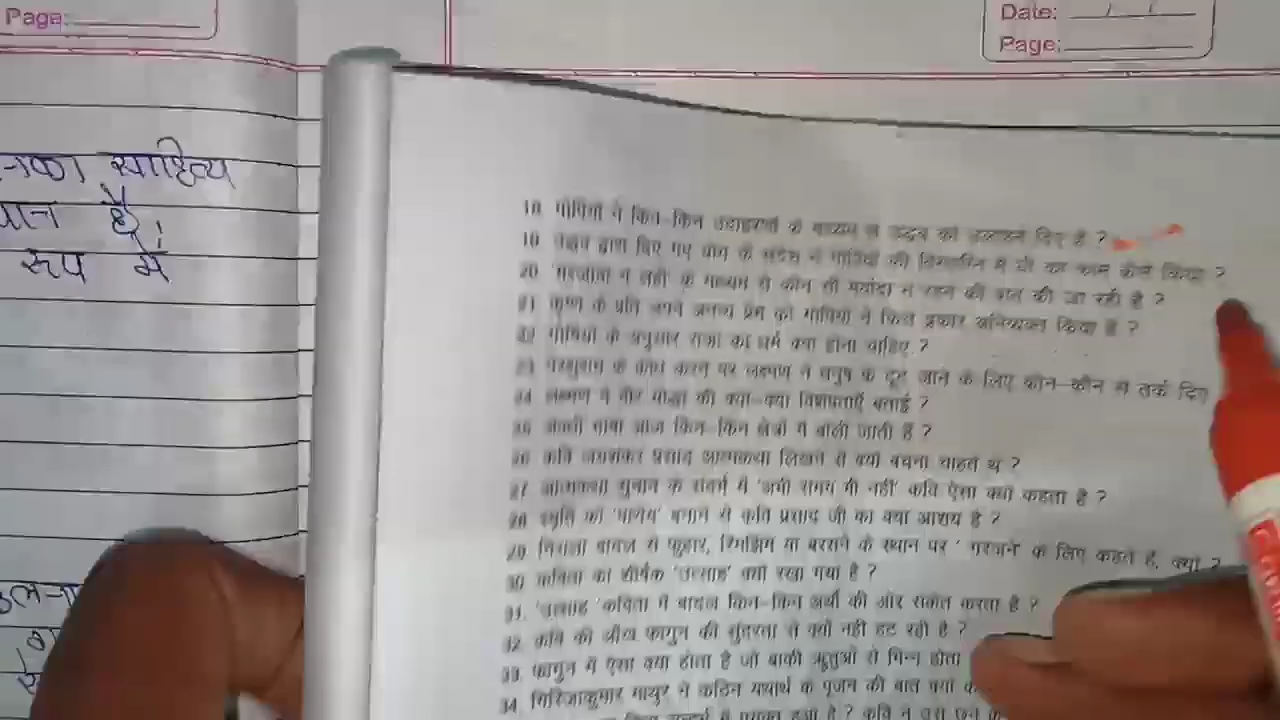 Page:
Date:
Page:
साहित्य
है।
रूप में
18 गोपियों ने किन-किन उदाहरणों के माध्यम से उद्धव को उलाहने दिए है ?
19 उद्धव द्वारा दिए गए योग के संदेश ने गोपियों की विरहाग्नि में घी का काम कैसे किया ?
20 'मरजादा न लही' के माध्यम से कौन सी मर्यादा न रहने की बात की जा रही है ?
21 कृष्ण के प्रति अपने अनन्य प्रेम को गोपियों ने किस प्रकार अभिव्यक्त किया है ?
22 गोपियों के अनुसार राजा का धर्म क्या होना चाहिए ?
23 परशुराम के क्रोध करने पर लक्ष्मण ने धनुष के टूट जाने के लिए कौन-कौन से तर्क दिए
24 लक्ष्मण ने वीर योद्धा की क्या-क्या विशेषताएँ बताई ?
25 अवधी भाषा आज किन-किन क्षेत्रों में बोली जाती है ?
26 कवि जयशंकर प्रसाद आत्मकथा लिखने से क्यों बचना चाहते थे ?
27 आत्मकथा सुनाने के संदर्भ में 'अभी समय भी नहीं' कवि ऐसा क्यों कहता है ?
28 स्मृति को 'पाथेय' बनाने से कवि प्रसाद जी का क्या आशय है ?
29. निराला बादल से फुहार, रिमझिम या बरसने के स्थान पर ' गरजने' के लिए कहते हैं, क्यों ?
30 कविता का शीर्षक 'उत्साह' क्यों रखा गया है ?
31. 'उत्साह 'कविता में बादल किन-किन अर्थों की ओर संकेत करता है ?
32. कवि की आँख फागुन की सुंदरता से क्यों नहीं हट रही है ?
33. फागुन में ऐसा क्या होता है जो बाकी ऋतुओं से भिन्न होता
34 गिरिजाकुमार माथुर ने कठिन यथार्थ के पूजन की बात क्यों
हुआ है ? कवि ने